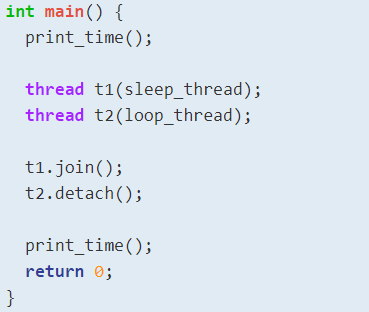 int main() {
  print_time();

  thread t1(sleep_thread);
  thread t2(loop_thread);

  t1.join();
  t2.detach();

  print_time();
  return 0;
}